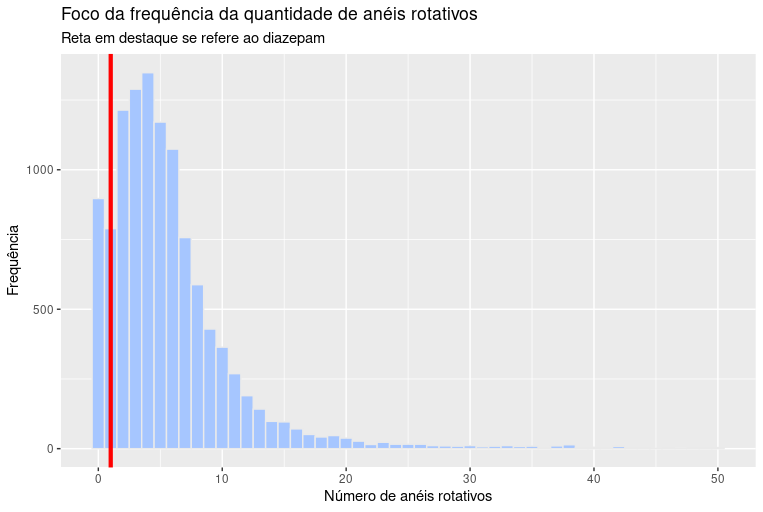 Foco da frequência da quantidade de anéis rotativos
Reta em destaque se refere ao diazepam
Frequência
1000
500
0
0 10 20 30 40 50
Número de anéis rotativos